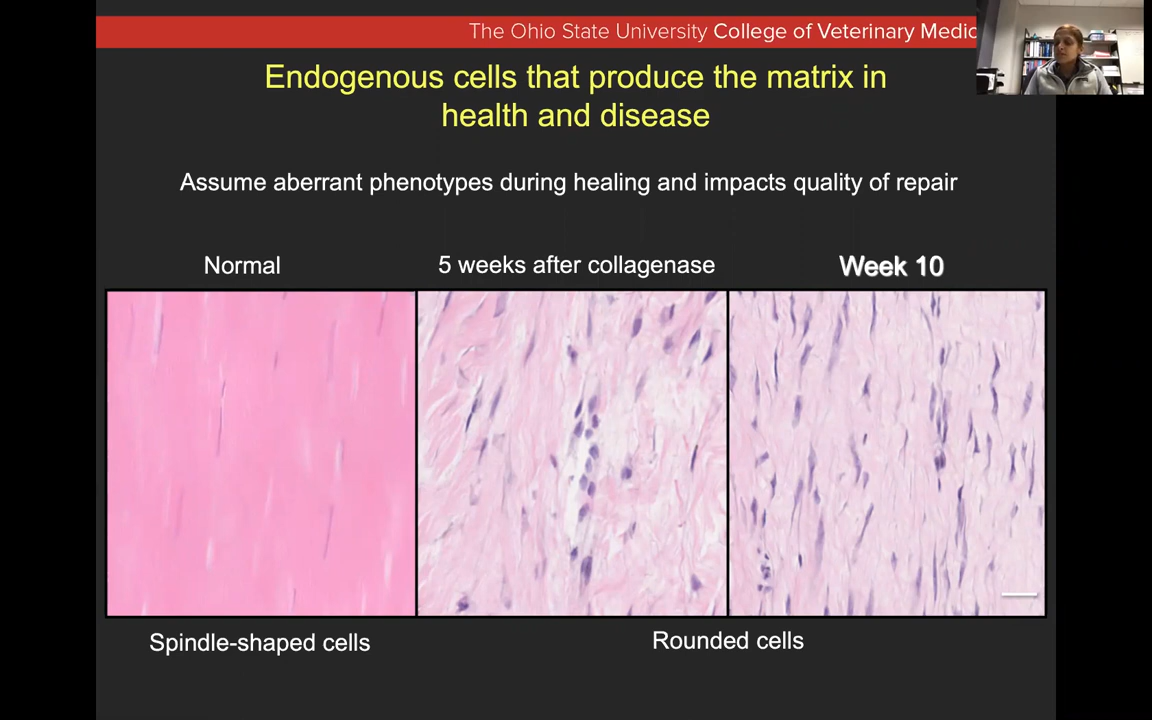 The Ohio State University College of Veterinary Medic
Endogenous cells that produce the matrix in
health and disease
Assume aberrant phenotypes during healing and impacts quality of repair
Normal
5 weeks after collagenase
Week 10
Spindle-shaped cells
Rounded cells